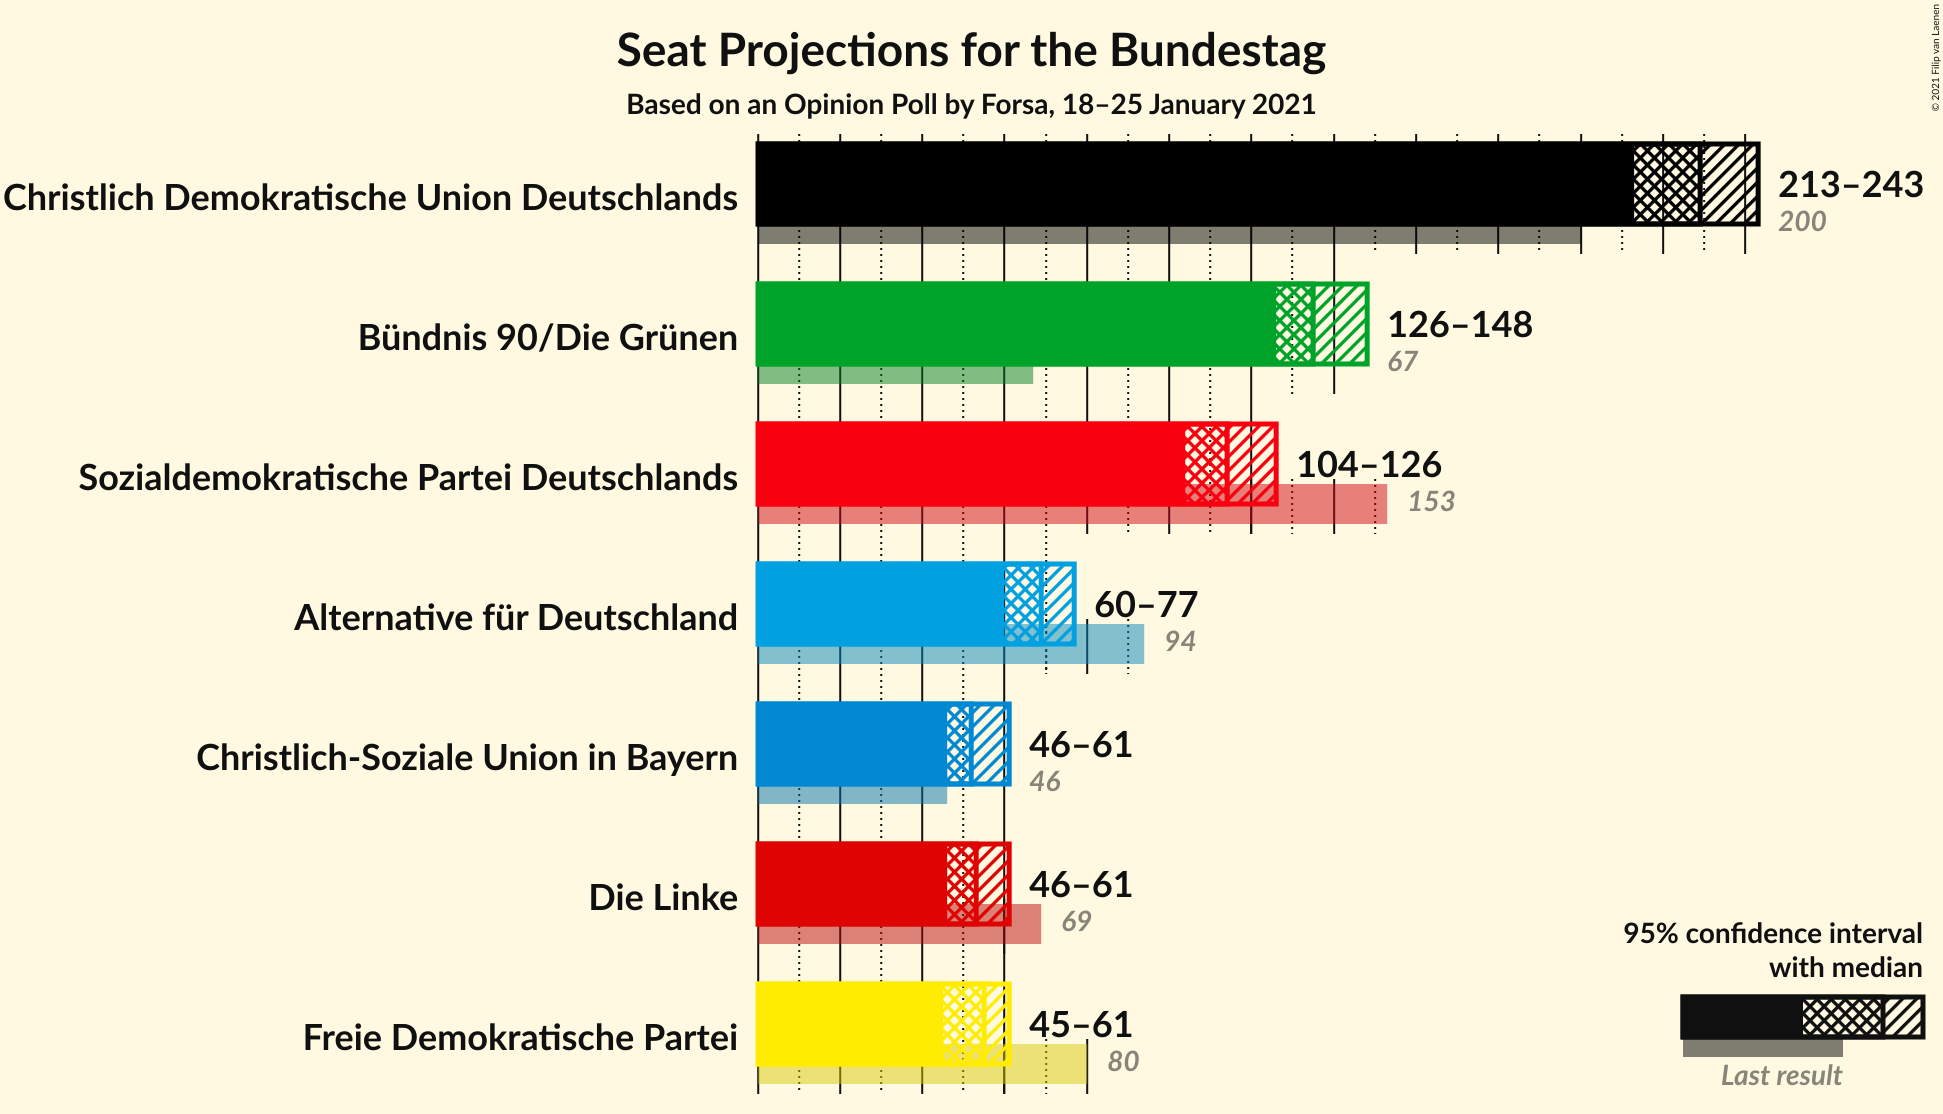 Seat Projections for the Bundestag
Based on an Opinion Poll by Forsa, 18–25 January 2021
© 2021 Filip van Laenen
Christlich Demokratische Union Deutschlands
213–243
200
Bündnis 90/Die Grünen
126–148
67
Sozialdemokratische Partei Deutschlands
104–126
153
Alternative für Deutschland
60–77
94
Christlich-Soziale Union in Bayern
46–61
46
Die Linke
46–61
69
Freie Demokratische Partei
45–61
80
95% confidence interval
with median
Last result